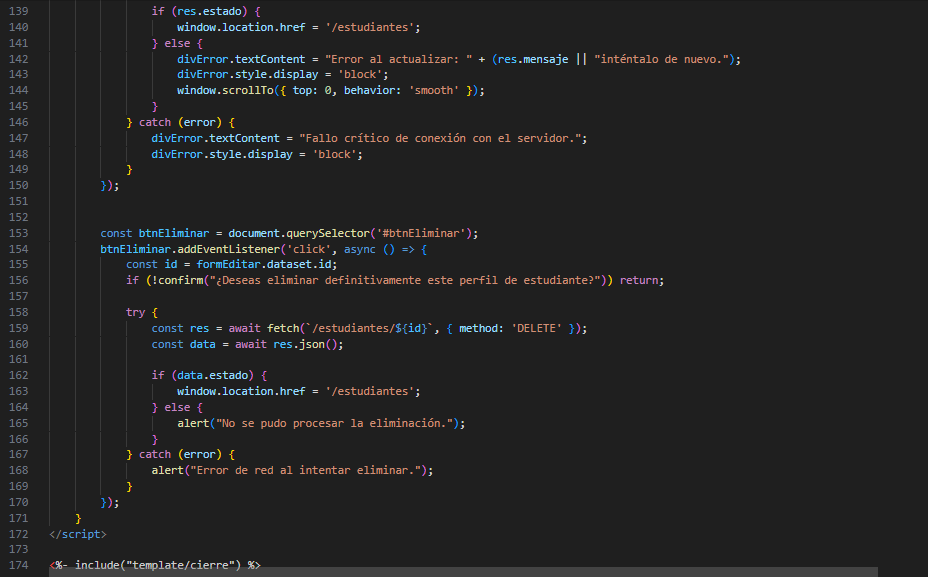 139 if (res.estado) {
140 window.location.href = '/estudiantes';
141 } else {
142 divError.textContent = "Error al actualizar: " + (res.mensaje || "inténtalo de nuevo.");
143 divError.style.display = 'block';
144 window.scrollTo({ top: 0, behavior: 'smooth' });
145 }
146 } catch (error) {
147 divError.textContent = "Fallo crítico de conexión con el servidor.";
148 divError.style.display = 'block';
149 }
150 });
151
152
153 const btnEliminar = document.querySelector('#btnEliminar');
154 btnEliminar.addEventListener('click', async () => {
155 const id = formEditar.dataset.id;
156 if (!confirm("¿Deseas eliminar definitivamente este perfil de estudiante?")) return;
157
158 try {
159 const res = await fetch(`/estudiantes/${id}`, { method: 'DELETE' });
160 const data = await res.json();
161
162 if (data.estado) {
163 window.location.href = '/estudiantes';
164 } else {
165 alert("No se pudo procesar la eliminación.");
166 }
167 } catch (error) {
168 alert("Error de red al intentar eliminar.");
169 }
170 });
171 }
172 </script>
173
174 <%- include("template/cierre") %>